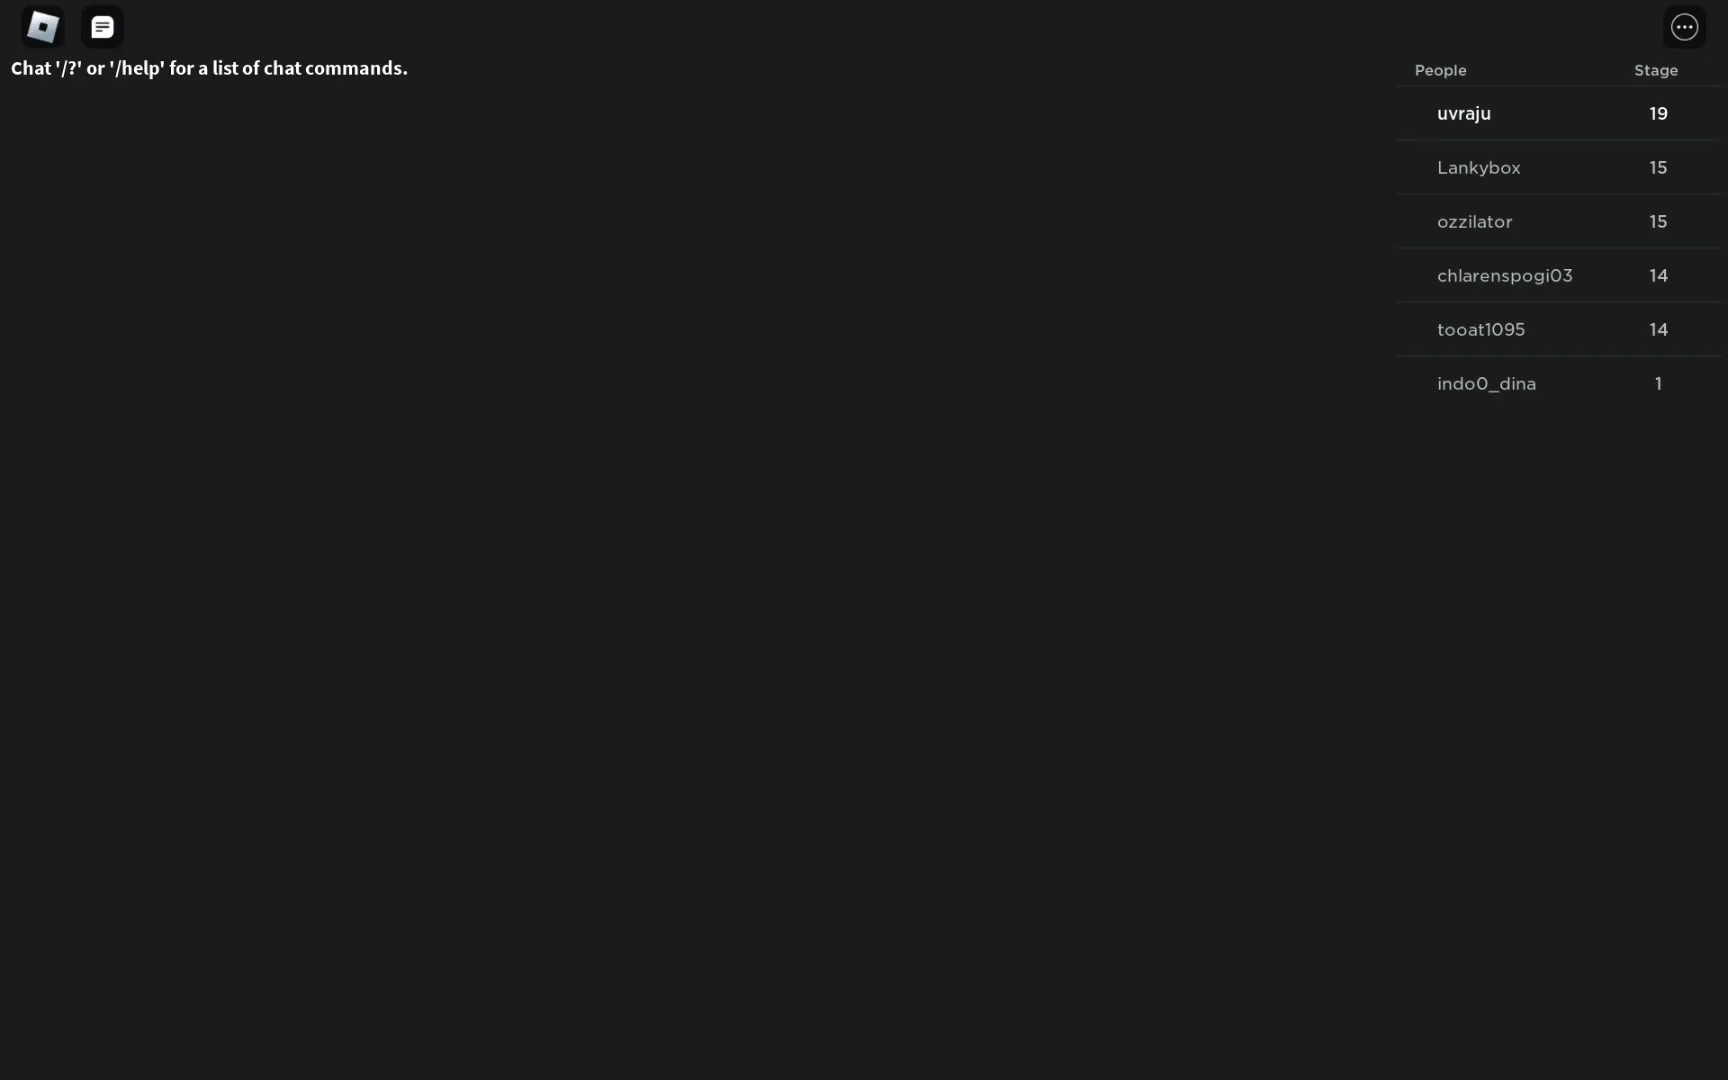 Chat '/?' or '/help' for a list of chat commands.
People Stage
uvraju 19
Lankybox 15
ozzilator 15
chlarenspogi03 14
tooat1095 14
indo0_dina 1